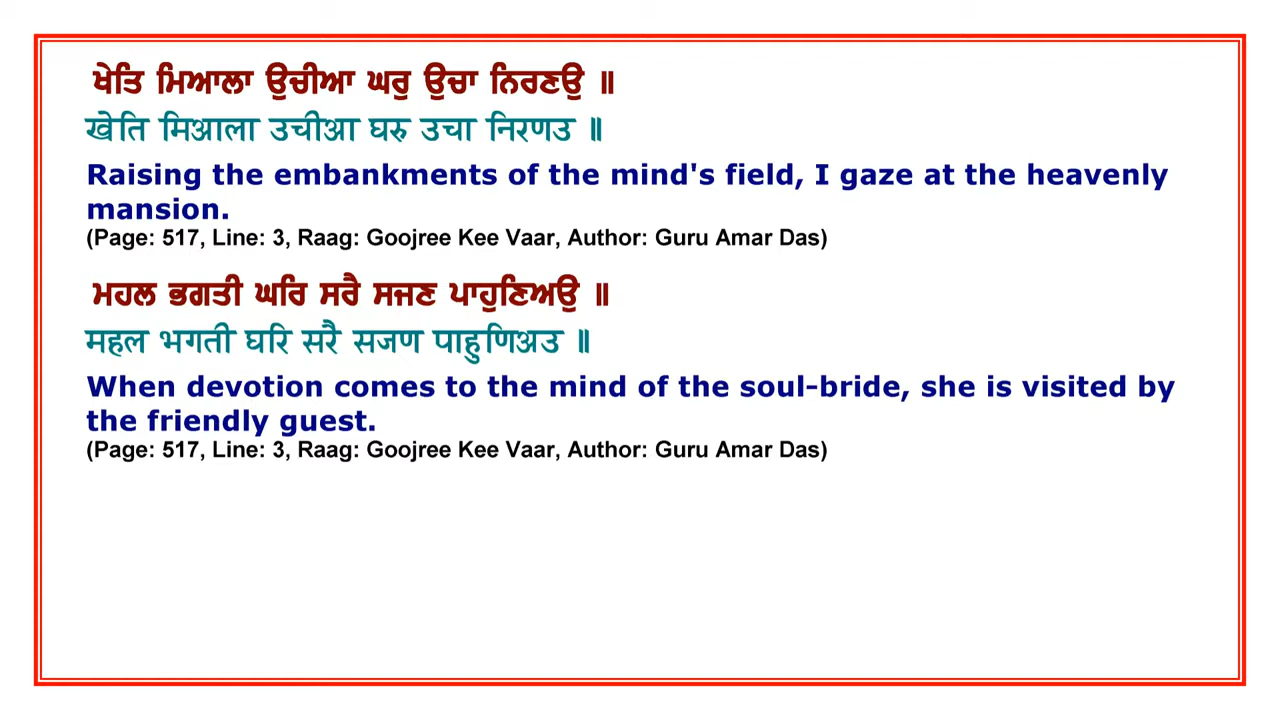 ਖੇਤਿ ਮਿਆਲਾ ਉਚੀਆ ਘਰੁ ਉਚਾ ਨਿਰਣਉ ॥
खेति मिआला उचीआ घरु उचा निरणउ ॥
Raising the embankments of the mind's field, I gaze at the heavenly
mansion.
(Page: 517, Line: 3, Raag: Goojree Kee Vaar, Author: Guru Amar Das)
ਮਹਲ ਭਗਤੀ ਘਰਿ ਸਰੈ ਸਜਣ ਪਾਹੁਣਿਅਉ ॥
महल भगती घरि सरै सजण पाहुणिअउ ॥
When devotion comes to the mind of the soul-bride, she is visited by
the friendly guest.
(Page: 517, Line: 3, Raag: Goojree Kee Vaar, Author: Guru Amar Das)